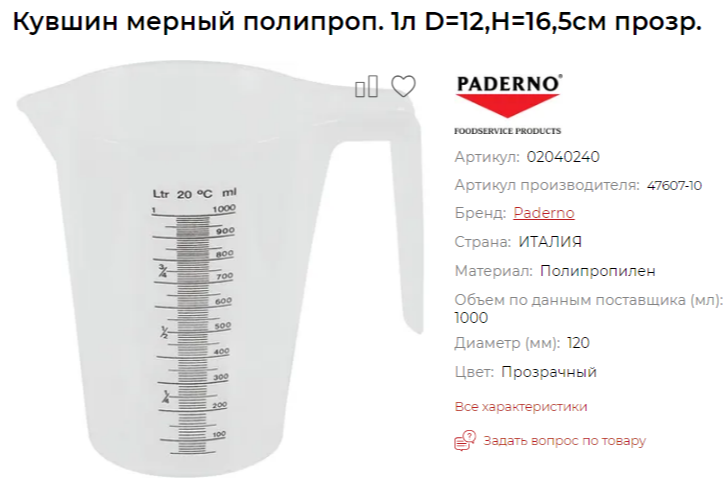 Кувшин мерный полипроп. 1л D=12,H=16,5см прозр.
PADERNO®
FOODSERVICE PRODUCTS
Артикул: 02040240
Артикул производителя: 47607-10
Бренд: Paderno
Страна: ИТАЛИЯ
Материал: Полипропилен
Объем по данным поставщика (мл):
1000
Диаметр (мм): 120
Цвет: Прозрачный
Все характеристики
Задать вопрос по товару
Ltr 20 °C ml
1 1000
900
800
3/4
700
600
1/2 500
400
300
1/4
200
100